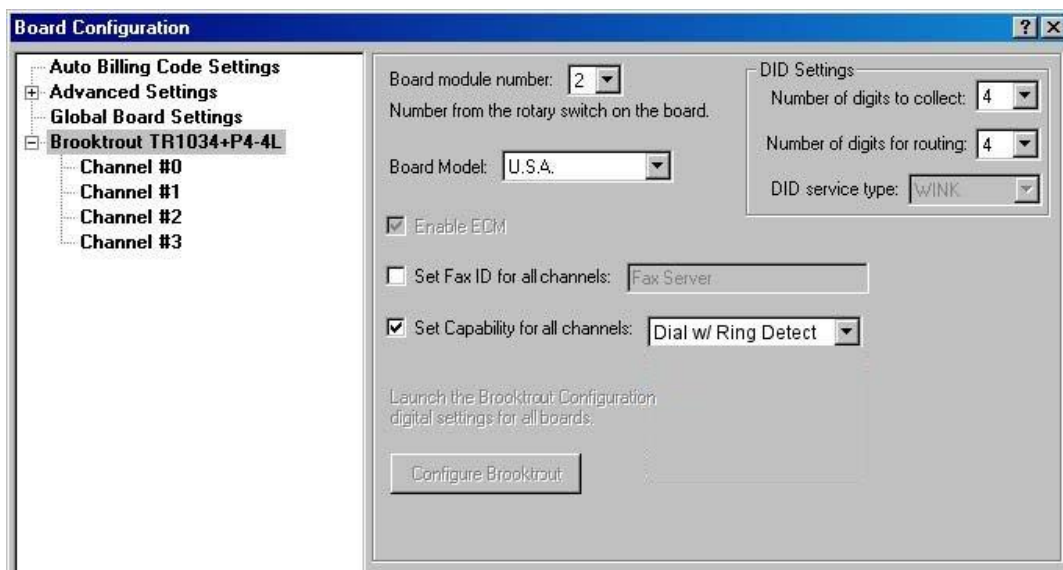 Board Configuration
Auto Billing Code Settings
Advanced Settings
Global Board Settings
Brooktrout TR1034+P4-4L
Channel #0
Channel #1
Channel #2
Channel #3
Board module number: 2
Number from the rotary switch on the board.
Board Model: U.S.A.
Enable ECM
Set Fax ID for all channels: Fax Server
Set Capability for all channels: Dial w/ Ring Detect
Launch the Brooktrout Configuration
digital settings for all boards.
Configure Brooktrout
DID Settings
Number of digits to collect: 4
Number of digits for routing: 4
DID service type: WINK